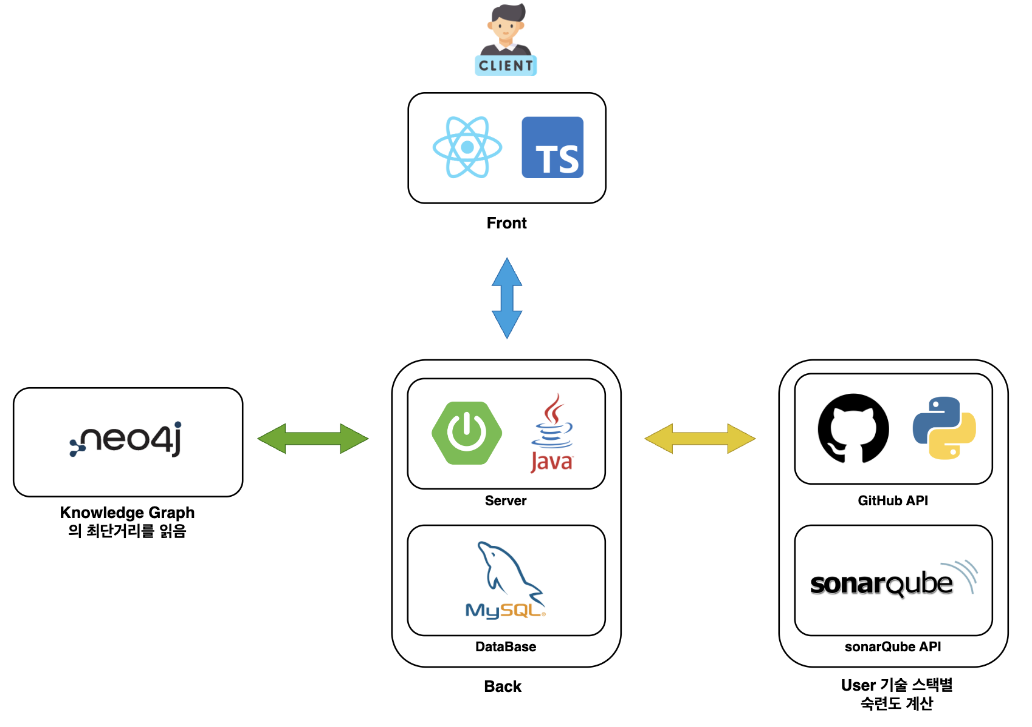 CLIENT
TS
Front
neo4j
Knowledge Graph
의 최단거리를 읽음
Java
Server
MySQL
DataBase
Back
GitHub API
sonarqube
sonarQube API
User 기술 스택별
숙련도 계산